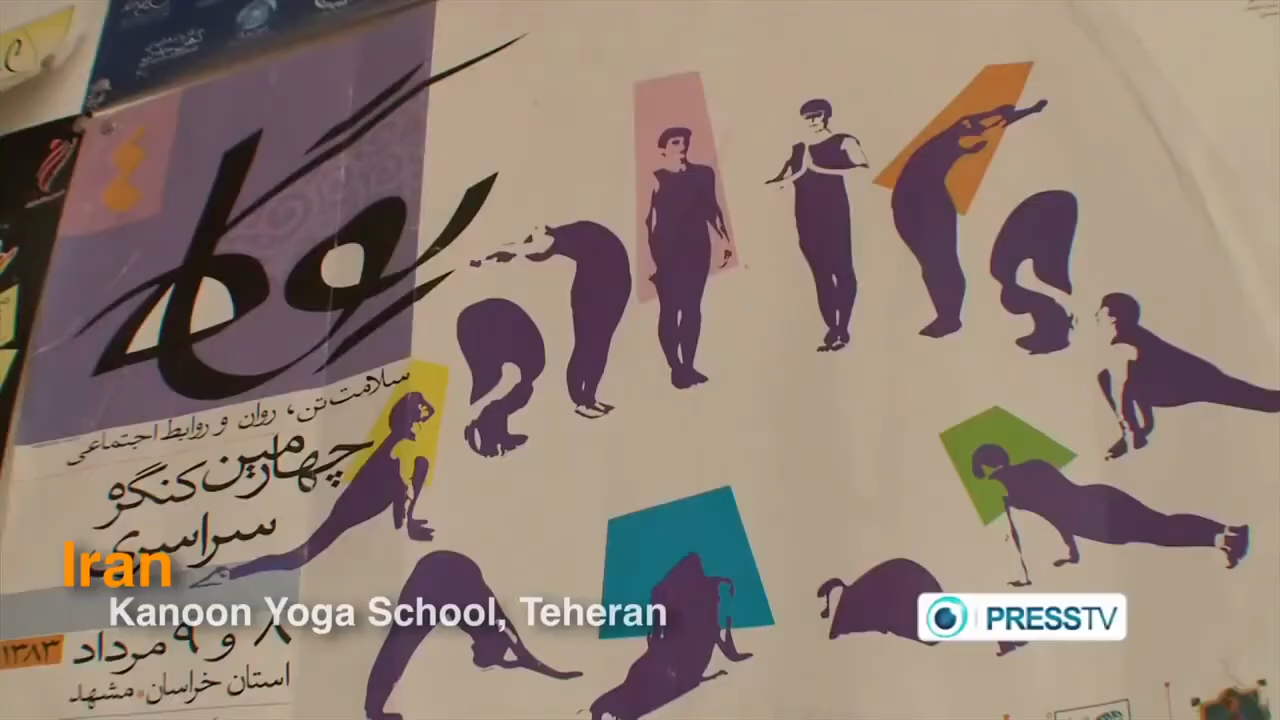 یوگا
سلامت تن، روان و روابط اجتماعی
چهارمین کنگره
سراسری
Iran
Kanoon Yoga School, Teheran
PRESSTV
۸ و ۹ مرداد ۱۳۸۳
استان خراسان.مشهد